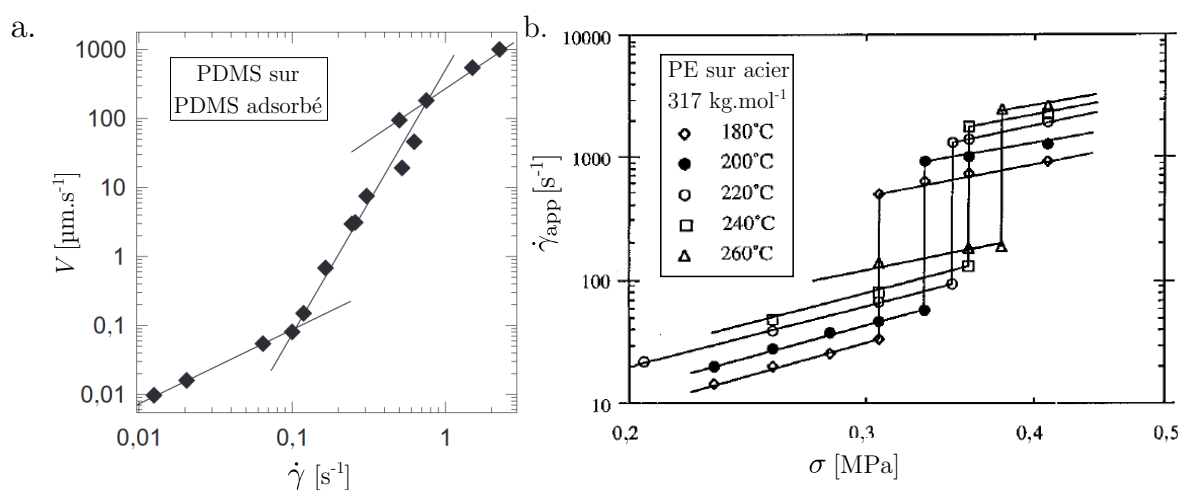 a.
1000
100
10
1
0,1
0,01
V [µm.s⁻¹]
PDMS sur
PDMS adsorbé
0,01
0,1
1
γ̇ [s⁻¹]
b.
10000
1000
100
10
γ̇app [s⁻¹]
PE sur acier
317 kg.mol⁻¹
180°C
200°C
220°C
240°C
260°C
0,2
0,3
0,4
0,5
σ [MPa]